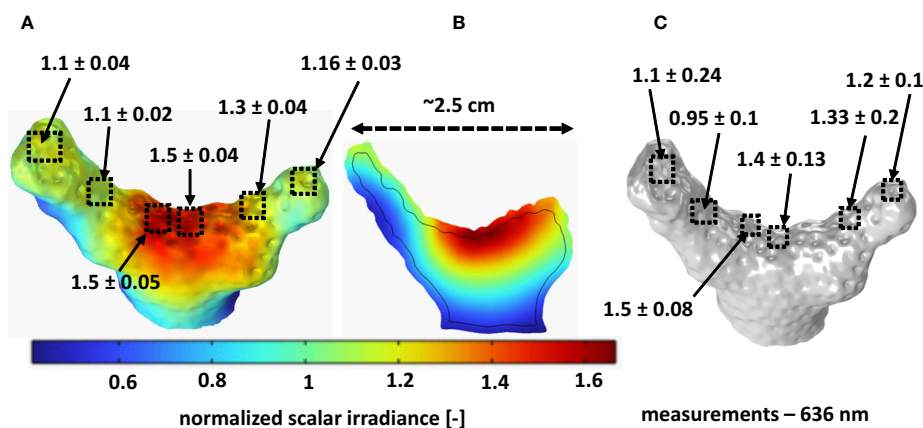 A
B
C
1.1 ± 0.04
1.1 ± 0.02
1.5 ± 0.04
1.3 ± 0.04
1.16 ± 0.03
1.5 ± 0.05
~2.5 cm
1.1 ± 0.24
0.95 ± 0.1
1.4 ± 0.13
1.33 ± 0.2
1.2 ± 0.1
1.5 ± 0.08
0.6 0.8 1 1.2 1.4 1.6
normalized scalar irradiance [-]
measurements – 636 nm